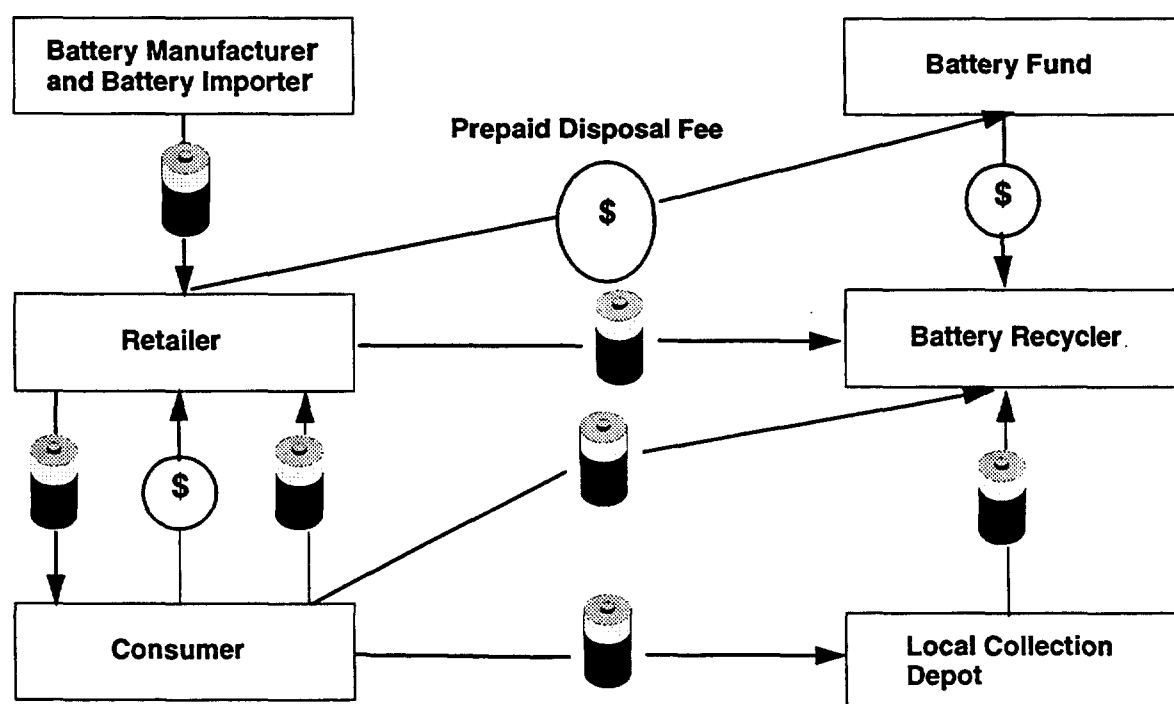 Battery Manufacturer
and Battery Importer
Battery Fund
Prepaid Disposal Fee
$
$
Retailer
Battery Recycler
$
Consumer
Local Collection
Depot